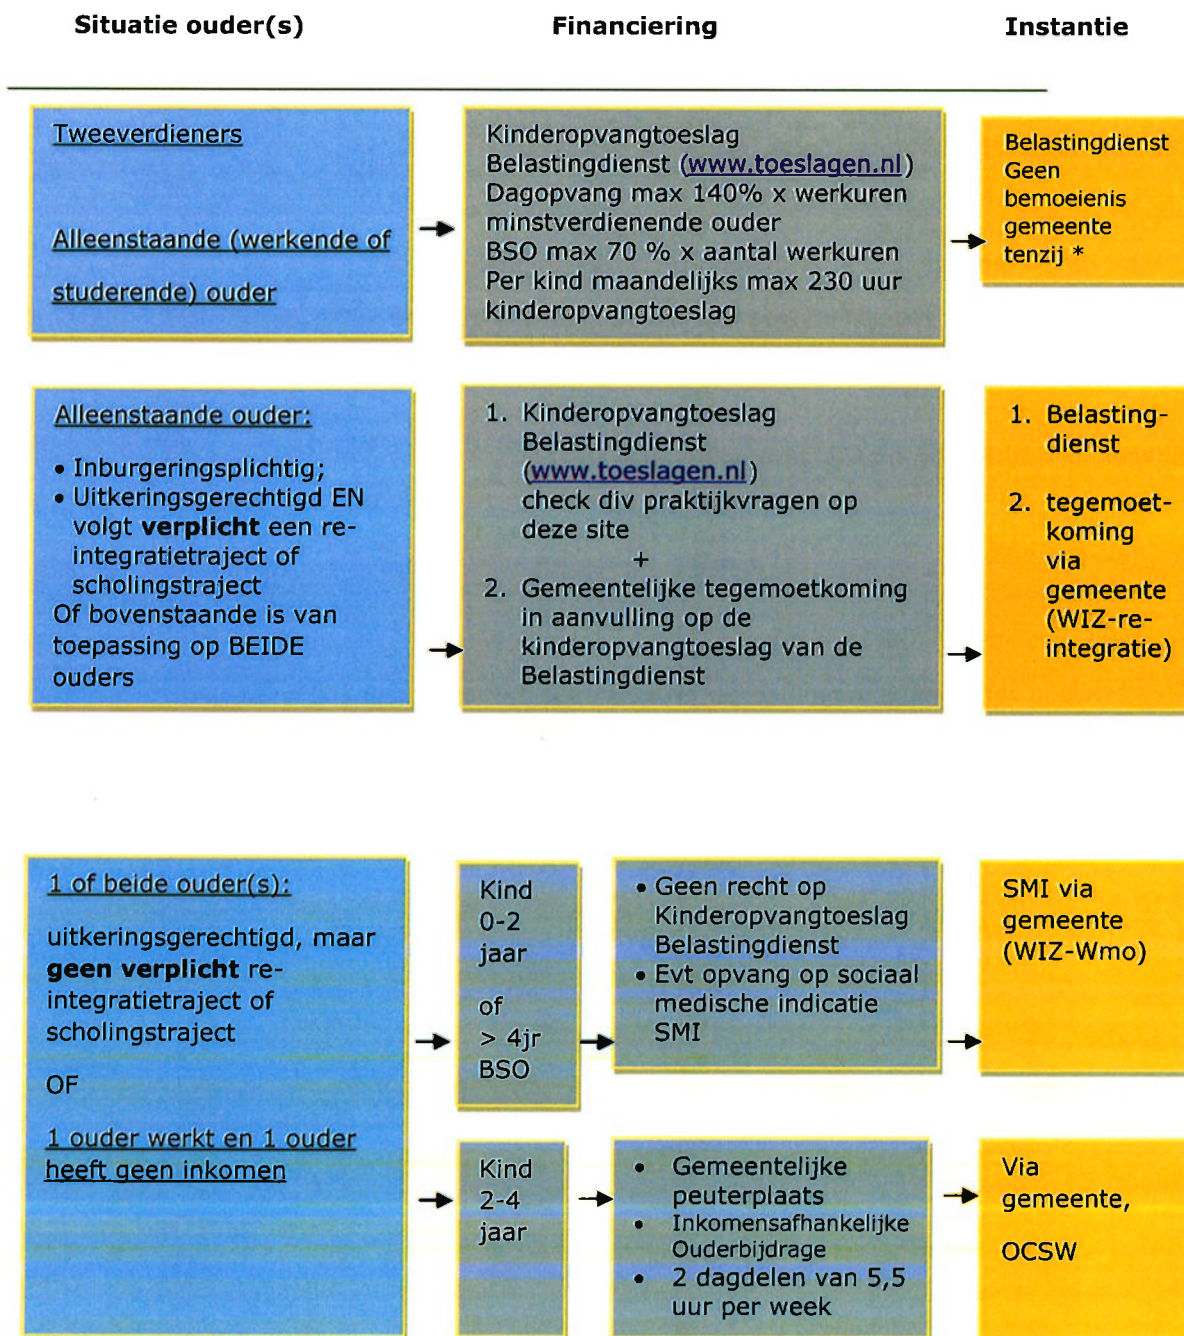 Situatie ouder(s)
Financiering
Instantie
Tweeverdieners
Alleenstaande (werkende of
studerende) ouder
Kinderopvangtoeslag
Belastingdienst (www.toeslagen.nl)
Dagopvang max 140% x werkuren
minstverdienende ouder
BSO max 70 % x aantal werkuren
Per kind maandelijks max 230 uur
kinderopvangtoeslag
Belastingdienst
Geen
bemoeienis
gemeente
tenzij *
Alleenstaande ouder:
• Inburgeringsplichtig;
• Uitkeringsgerechtigd EN
volgt verplicht een re-
integratietraject of
scholingstraject
Of bovenstaande is van
toepassing op BEIDE
ouders
1. Kinderopvangtoeslag
Belastingdienst
(www.toeslagen.nl)
check div praktijkvragen op
deze site
+
2. Gemeentelijke tegemoetkoming
in aanvulling op de
kinderopvangtoeslag van de
Belastingdienst
1. Belasting-
dienst
2. tegemoet-
koming
via
gemeente
(WIZ-re-
integratie)
1 of beide ouder(s):
uitkeringsgerechtigd, maar
geen verplicht re-
integratietraject of
scholingstraject
OF
1 ouder werkt en 1 ouder
heeft geen inkomen
Kind
0-2
jaar
of
> 4jr
BSO
• Geen recht op
Kinderopvangtoeslag
Belastingdienst
• Evt opvang op sociaal
medische indicatie
SMI
SMI via
gemeente
(WIZ-Wmo)
Kind
2-4
jaar
• Gemeentelijke
peuterplaats
• Inkomensafhankelijke
Ouderbijdrage
• 2 dagdelen van 5,5
uur per week
Via
gemeente,
OCSW